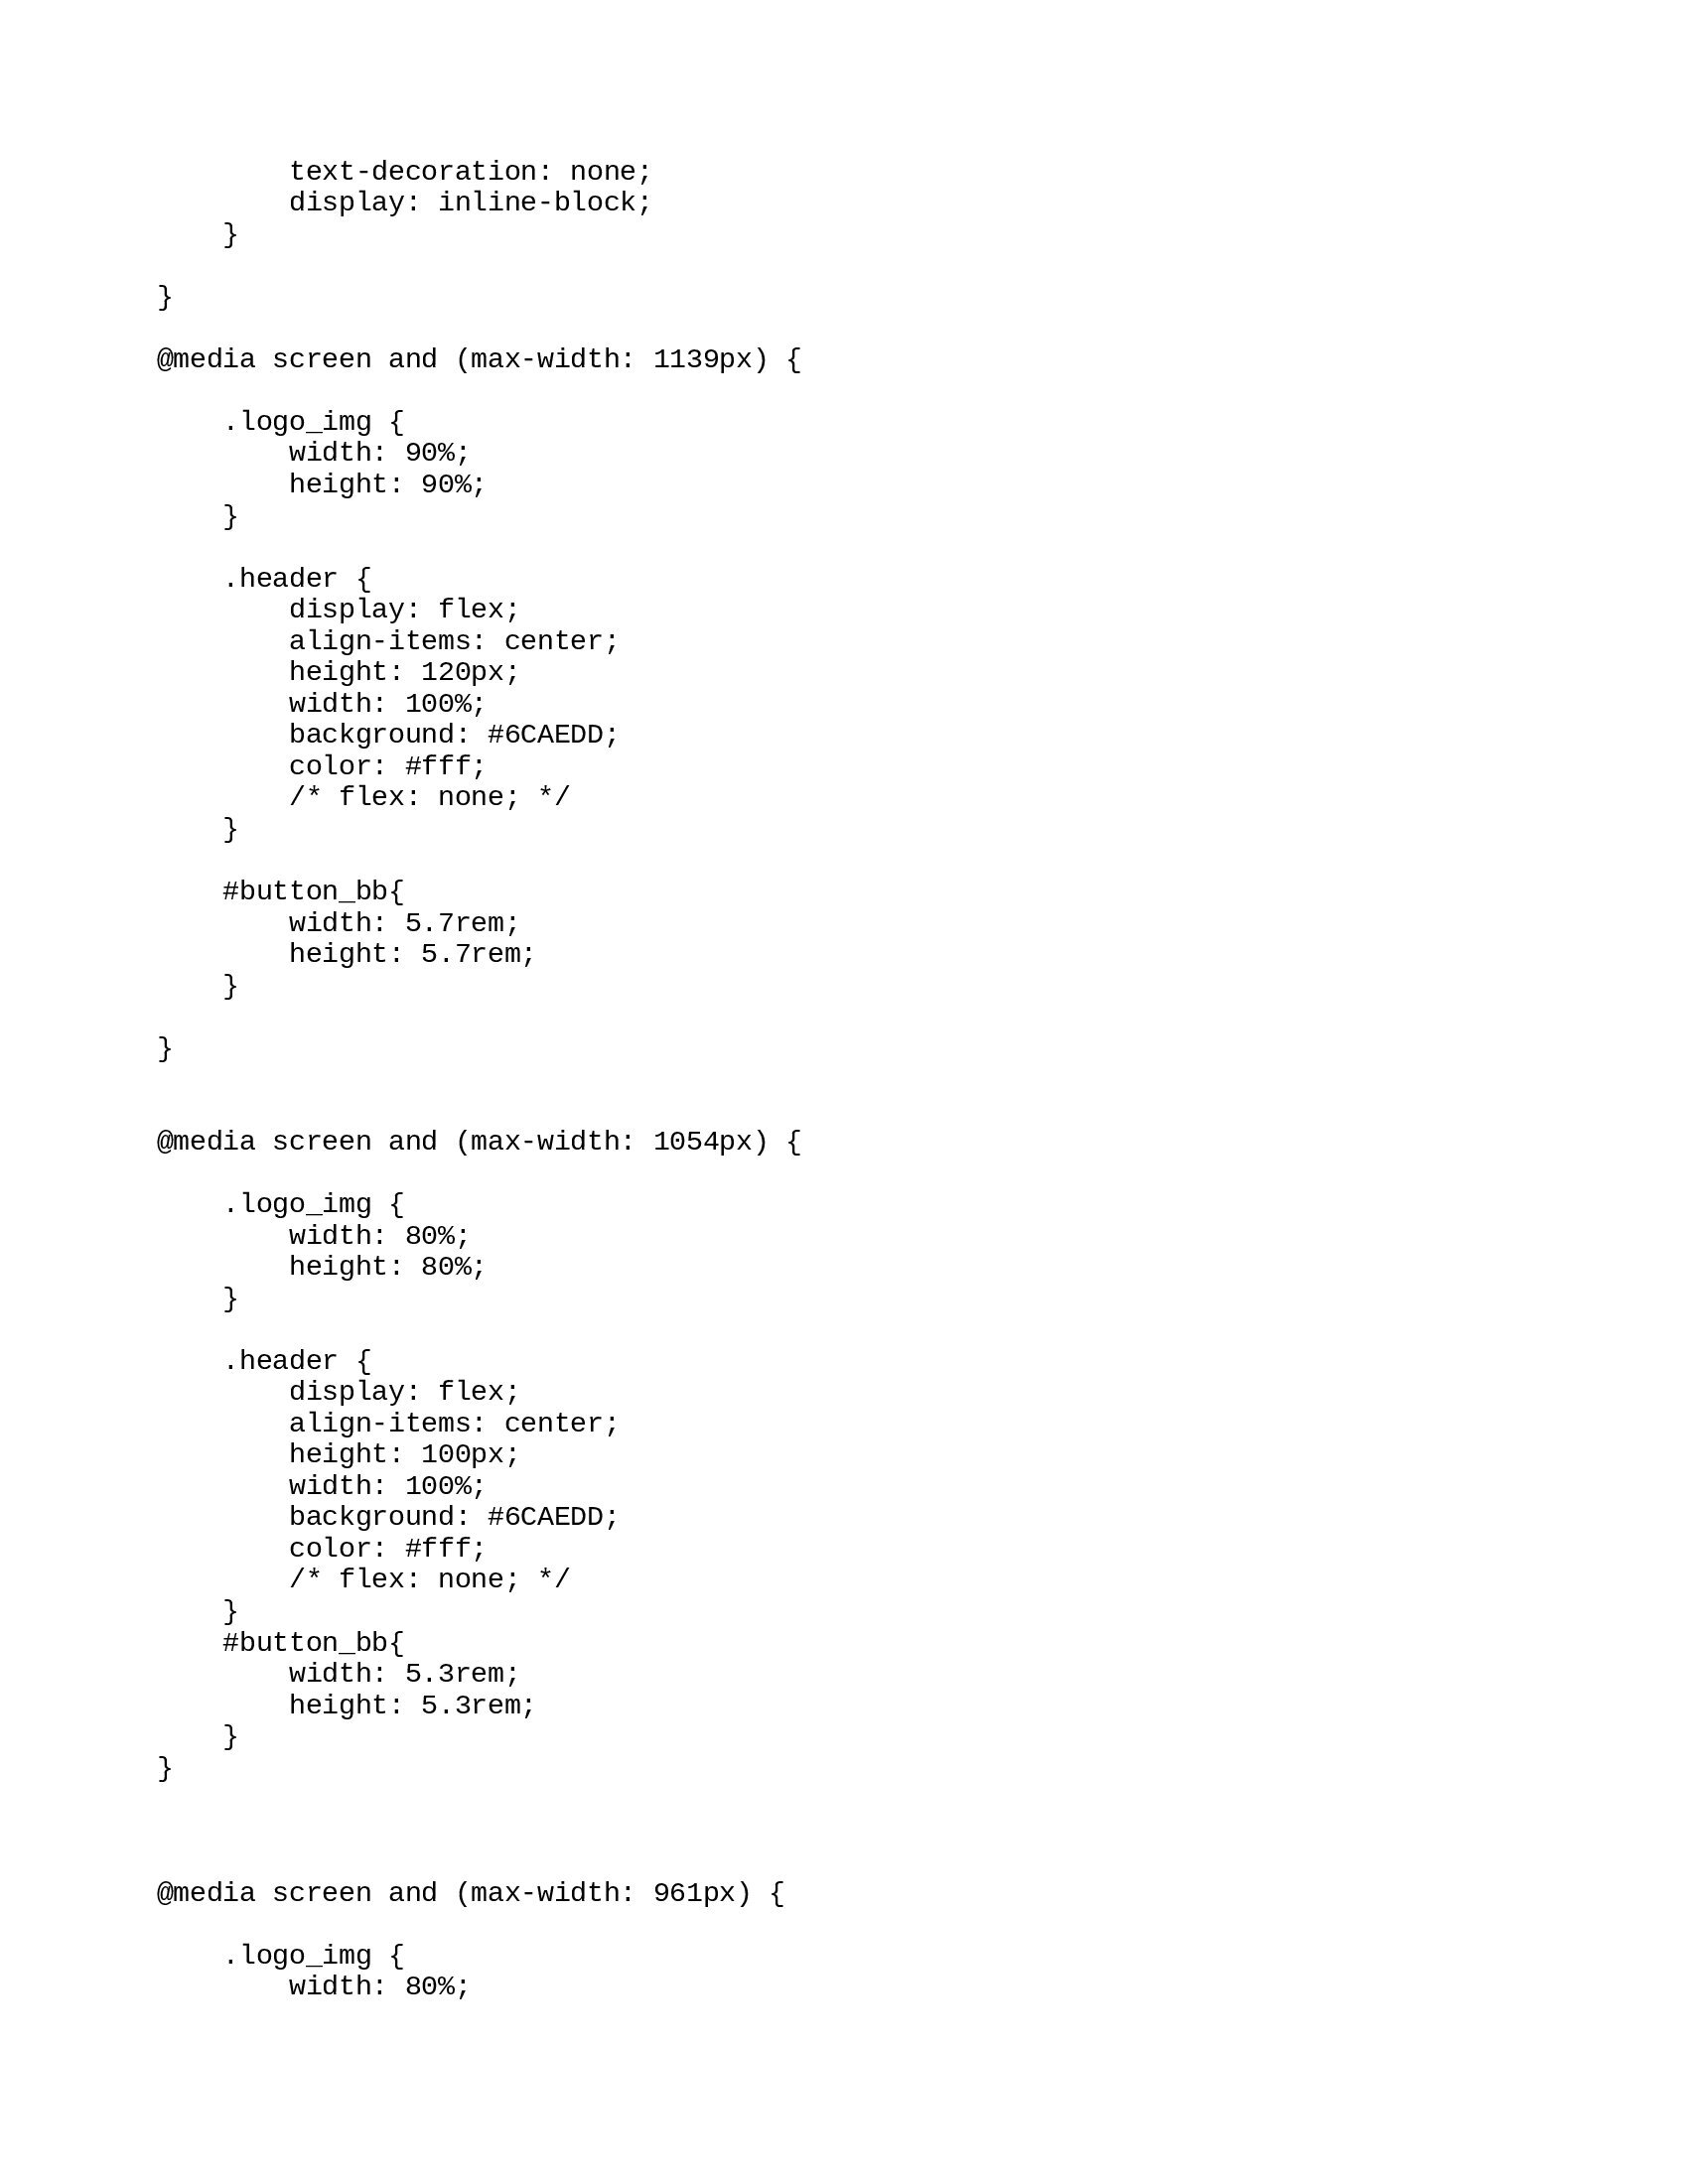 text-decoration: none;
        display: inline-block;
    }

}

@media screen and (max-width: 1139px) {

    .logo_img {
        width: 90%;
        height: 90%;
    }

    .header {
        display: flex;
        align-items: center;
        height: 120px;
        width: 100%;
        background: #6CAEDD;
        color: #fff;
        /* flex: none; */
    }

    #button_bb{
        width: 5.7rem;
        height: 5.7rem;
    }

}


@media screen and (max-width: 1054px) {

    .logo_img {
        width: 80%;
        height: 80%;
    }

    .header {
        display: flex;
        align-items: center;
        height: 100px;
        width: 100%;
        background: #6CAEDD;
        color: #fff;
        /* flex: none; */
    }
    #button_bb{
        width: 5.3rem;
        height: 5.3rem;
    }
}



@media screen and (max-width: 961px) {

    .logo_img {
        width: 80%;